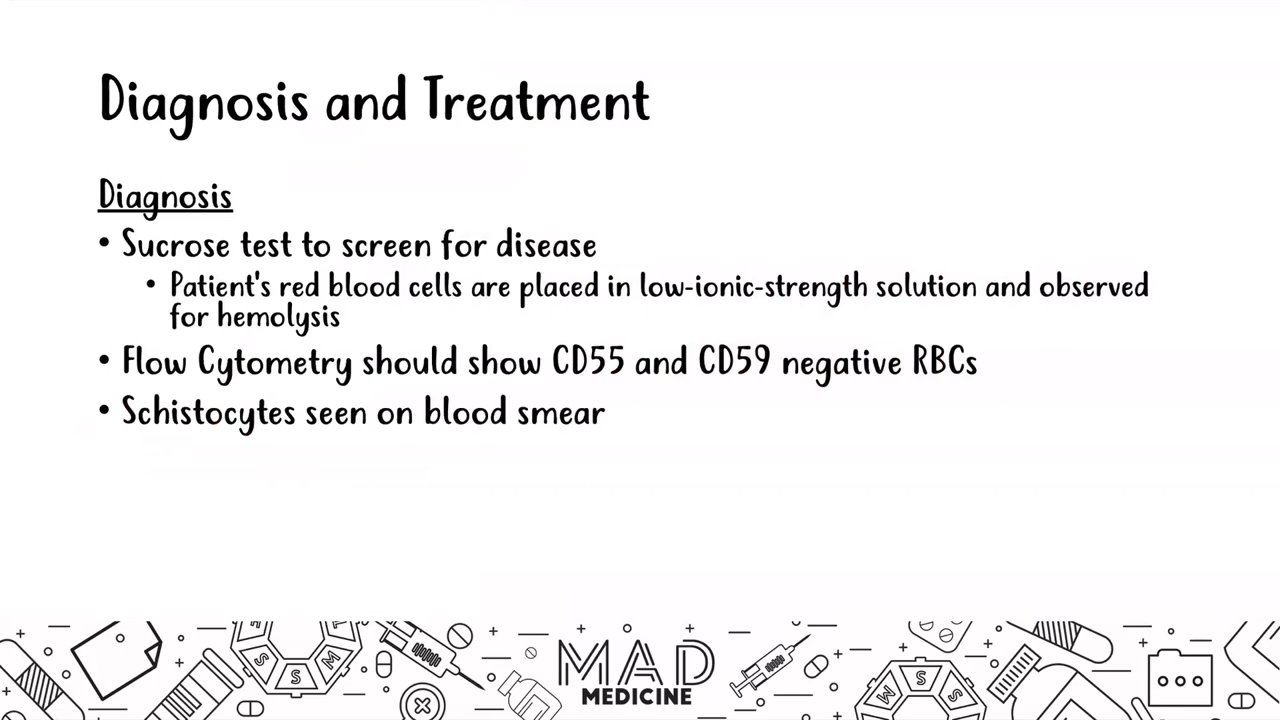 Diagnosis and Treatment
Diagnosis
• Sucrose test to screen for disease
• Patient's red blood cells are placed in low-ionic-strength solution and observed
for hemolysis
• Flow Cytometry should show CD55 and CD59 negative RBCs
• Schistocytes seen on blood smear
MAD
MEDICINE
S
S
M
M
S
S